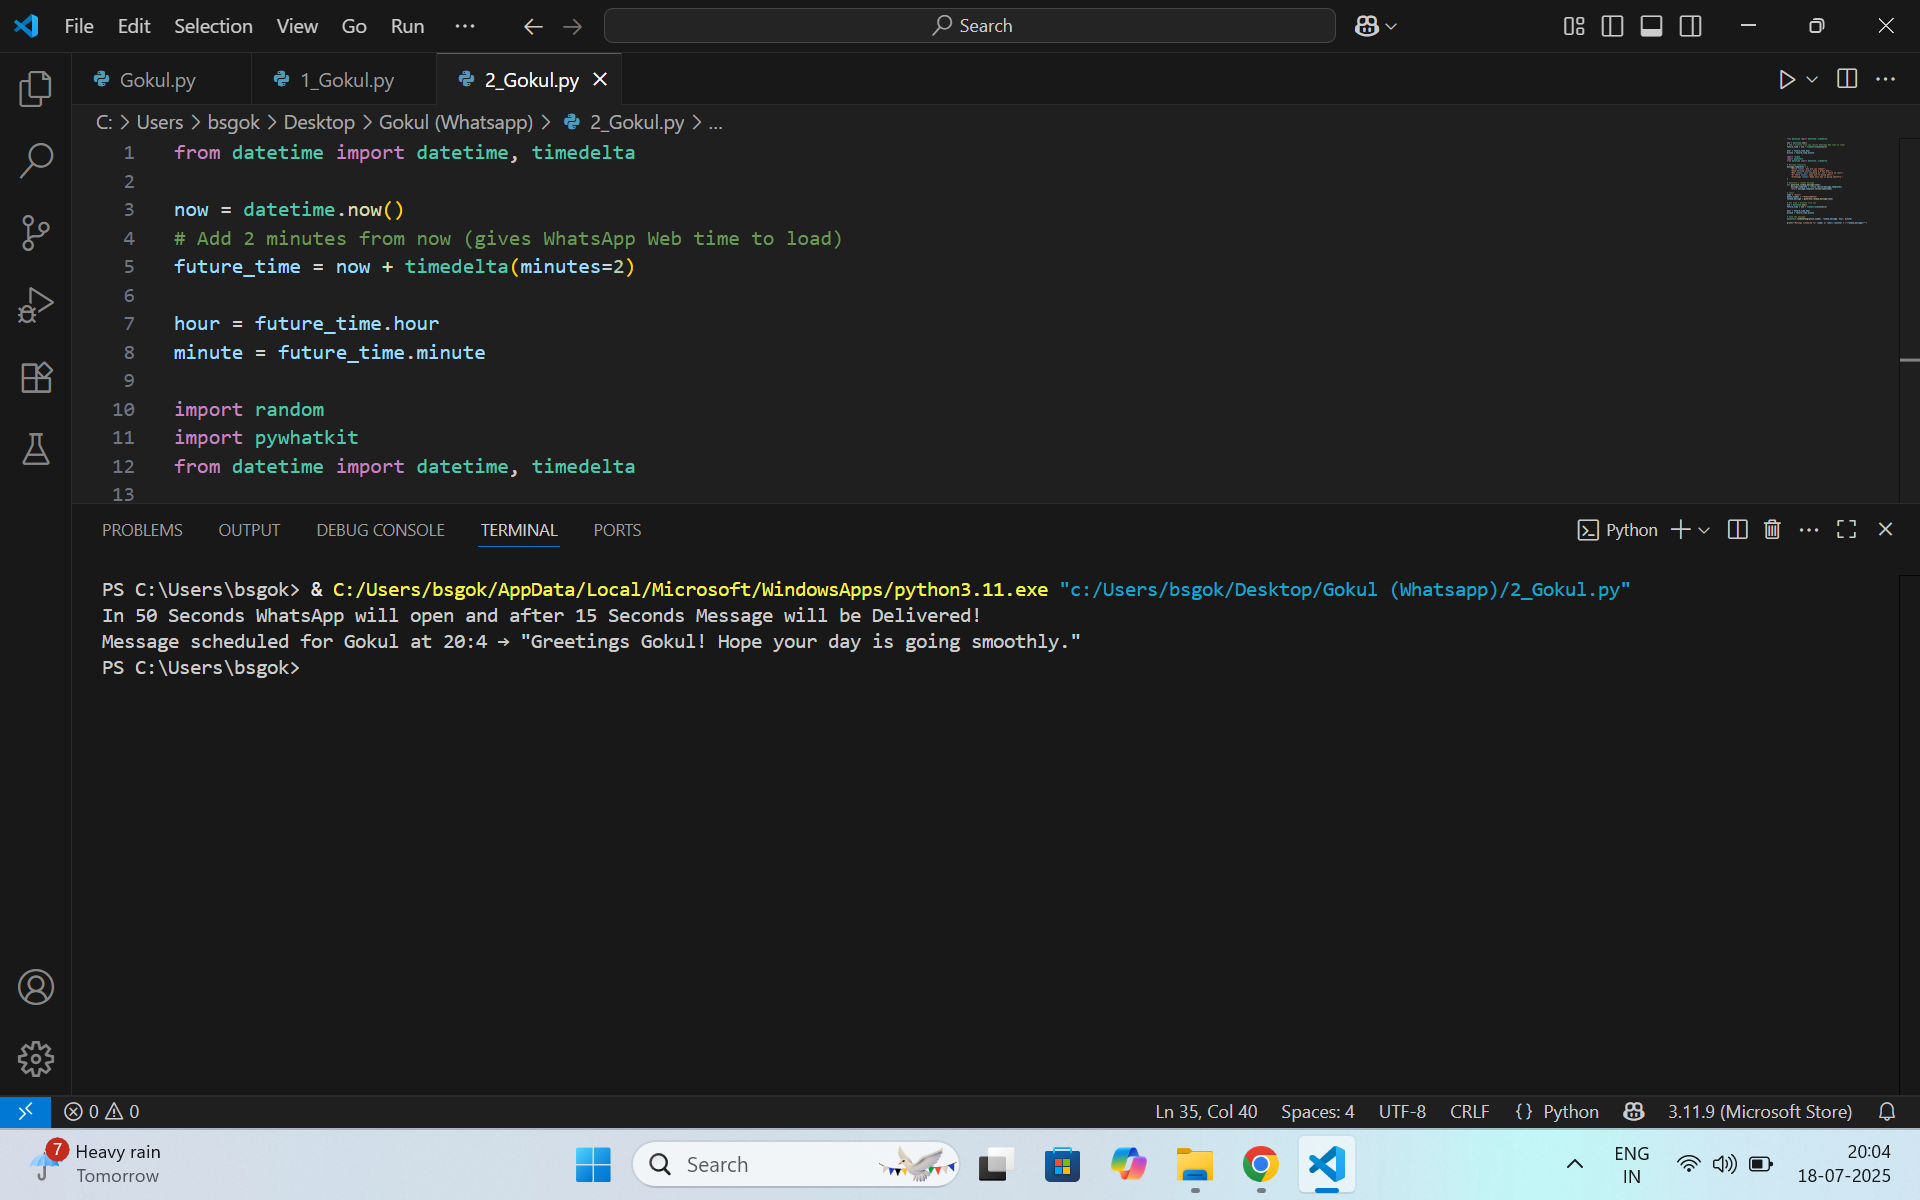 File Edit Selection View Go Run ··· Search
Gokul.py 1_Gokul.py 2_Gokul.py
C: > Users > bsgok > Desktop > Gokul (Whatsapp) > 2_Gokul.py > ...
1 from datetime import datetime, timedelta
2
3 now = datetime.now()
4 # Add 2 minutes from now (gives WhatsApp Web time to load)
5 future_time = now + timedelta(minutes=2)
6
7 hour = future_time.hour
8 minute = future_time.minute
9
10 import random
11 import pywhatkit
12 from datetime import datetime, timedelta
13
PROBLEMS OUTPUT DEBUG CONSOLE TERMINAL PORTS Python
PS C:\Users\bsgok> & C:/Users/bsgok/AppData/Local/Microsoft/WindowsApps/python3.11.exe "c:/Users/bsgok/Desktop/Gokul (Whatsapp)/2_Gokul.py"
In 50 Seconds WhatsApp will open and after 15 Seconds Message will be Delivered!
Message scheduled for Gokul at 20:4 → "Greetings Gokul! Hope your day is going smoothly."
PS C:\Users\bsgok>
0 0 Ln 35, Col 40 Spaces: 4 UTF-8 CRLF {} Python 3.11.9 (Microsoft Store)
7 Heavy rain
Tomorrow
Search
ENG
IN
20:04
18-07-2025